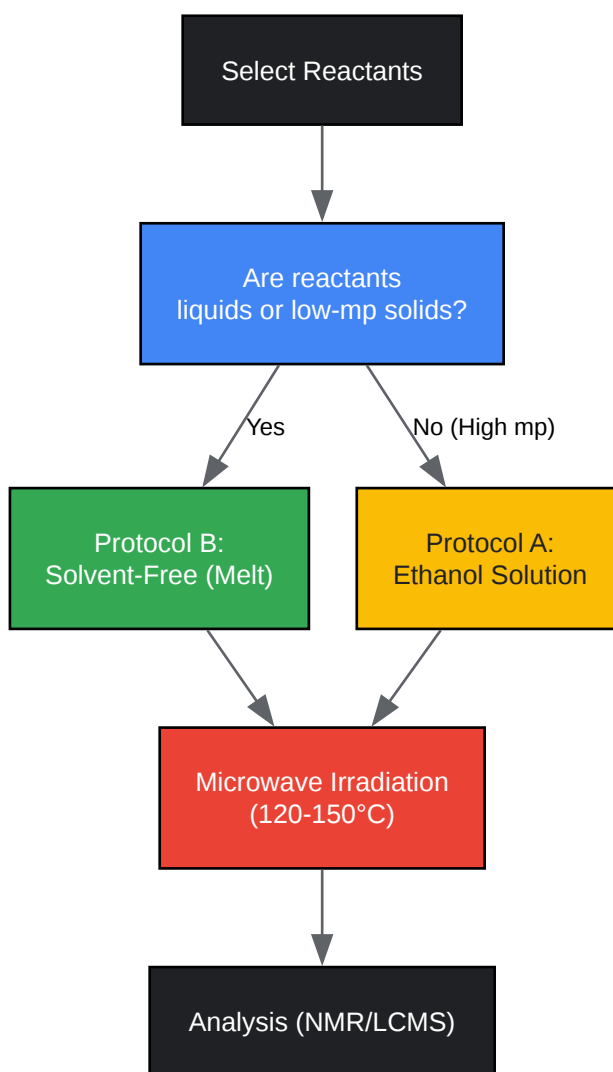 Select Reactants
Are reactants
liquids or low-mp solids?
Yes
No (High mp)
Protocol B:
Solvent-Free (Melt)
Protocol A:
Ethanol Solution
Microwave Irradiation
(120-150°C)
Analysis (NMR/LCMS)